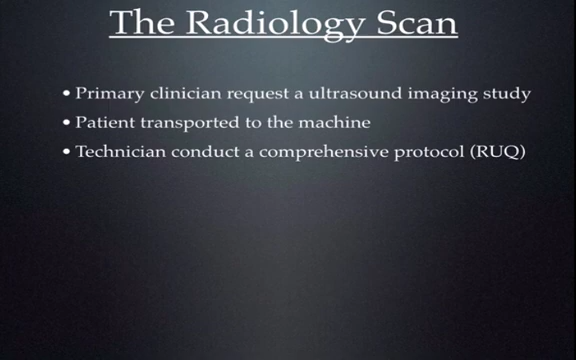 The Radiology Scan
• Primary clinician request a ultrasound imaging study
• Patient transported to the machine
• Technician conduct a comprehensive protocol (RUQ)